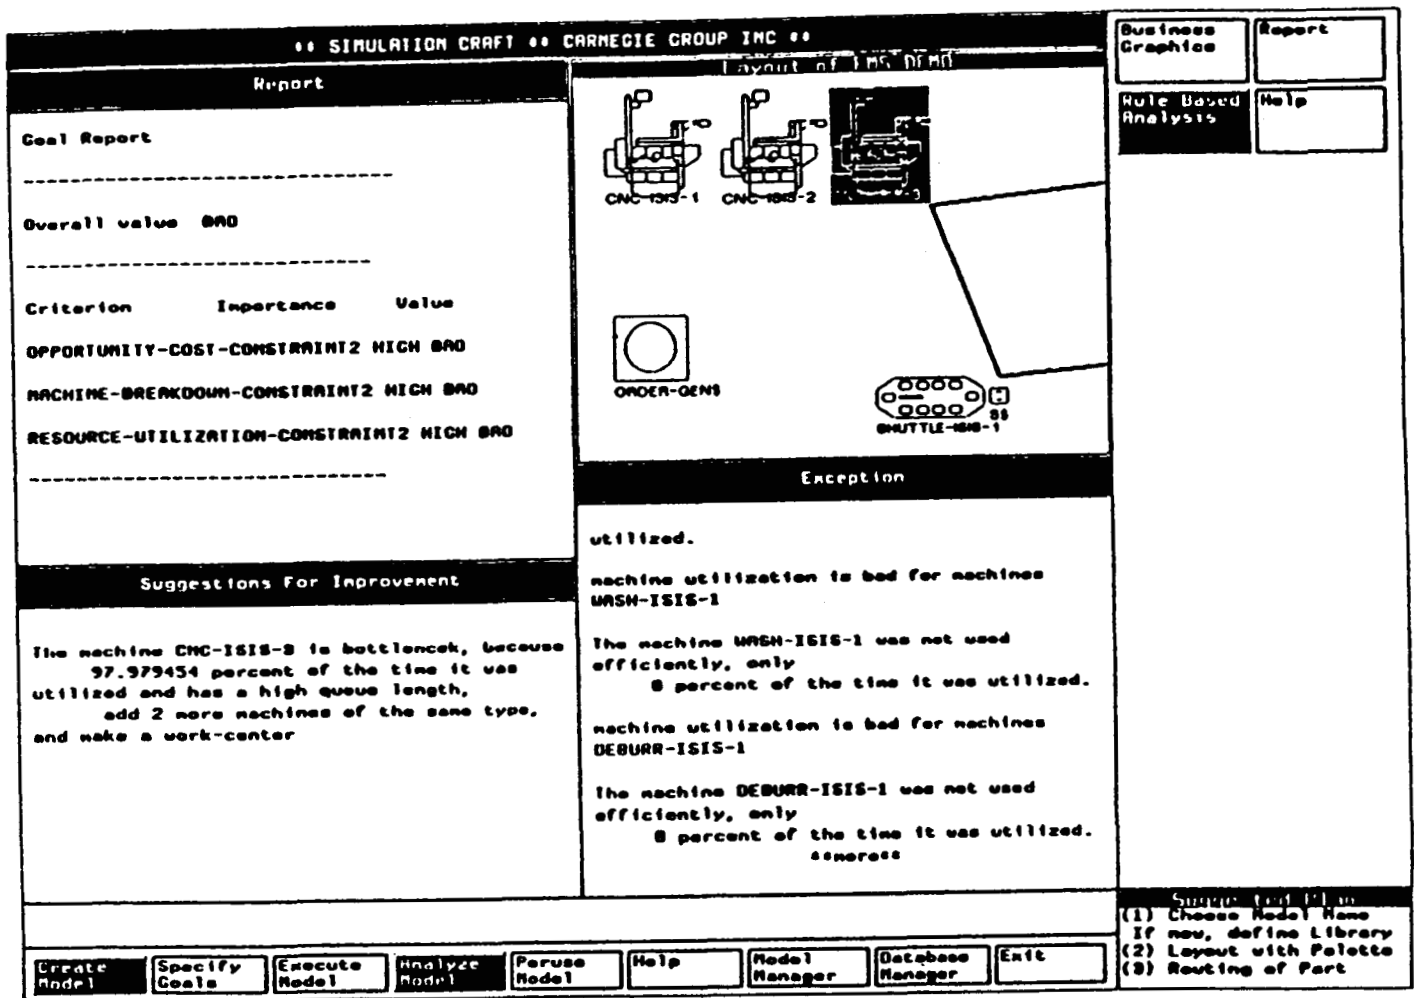 ** SIMULATION CRAFT ** CARNEGIE GROUP INC **
Report
Goal Report
Overall value BAD
Criterion Importance Value
OPPORTUNITY-COST-CONSTRAINT2 HIGH BAD
MACHINE-BREAKDOWN-CONSTRAINT2 HIGH BAD
RESOURCE-UTILIZATION-CONSTRAINT2 HIGH BAD
Suggestions For Improvement
The machine CNC-ISIS-3 is bottlencek, because
97.979454 percent of the time it was
utilized and has a high queue length,
add 2 more machines of the same type,
and make a work-center
Layout of FMS DEMO
CNC-ISIS-1
CNC-ISIS-2
ORDER-GEN$
SHUTTLE-ISIS-1
Exception
utilized.
machine utilization is bad for machines
WASH-ISIS-1
The machine WASH-ISIS-1 was not used
efficiently, only
0 percent of the time it was utilized.
machine utilization is bad for machines
DEBURR-ISIS-1
The machine DEBURR-ISIS-1 was not used
efficiently, only
0 percent of the time it was utilized.
**more**
Business
Graphics
Report
Rule Based
Analysis
Help
Suggested Plan
(1) Choose Model Name
If new, define Library
(2) Layout with Palette
(3) Routing of Part
Create
Model
Specify
Goals
Execute
Model
Analyze
Model
Peruse
Model
Help
Model
Manager
Database
Manager
Exit